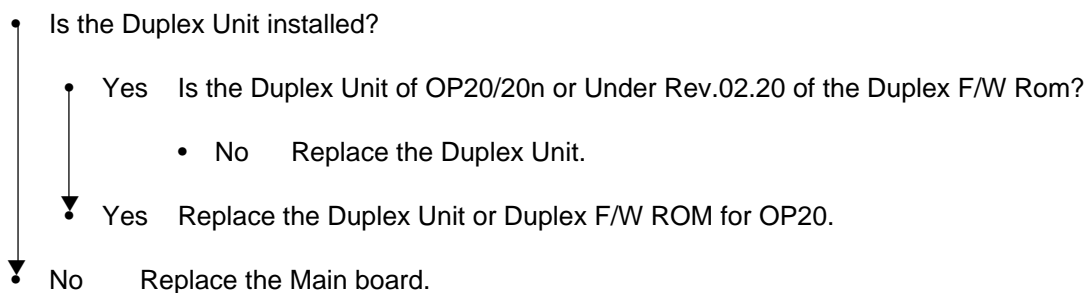 • Is the Duplex Unit installed?
• Yes Is the Duplex Unit of OP20/20n or Under Rev.02.20 of the Duplex F/W Rom?
• No Replace the Duplex Unit.
• Yes Replace the Duplex Unit or Duplex F/W ROM for OP20.
• No Replace the Main board.